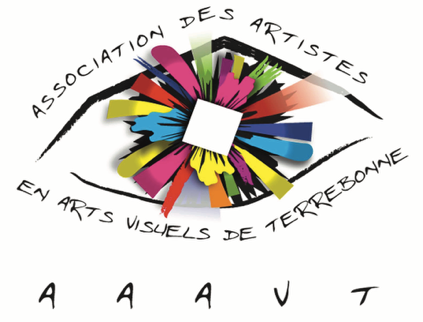 ASSOCIATION DES ARTISTES
EN ARTS VISUELS DE TERREBONNE
A A A V T